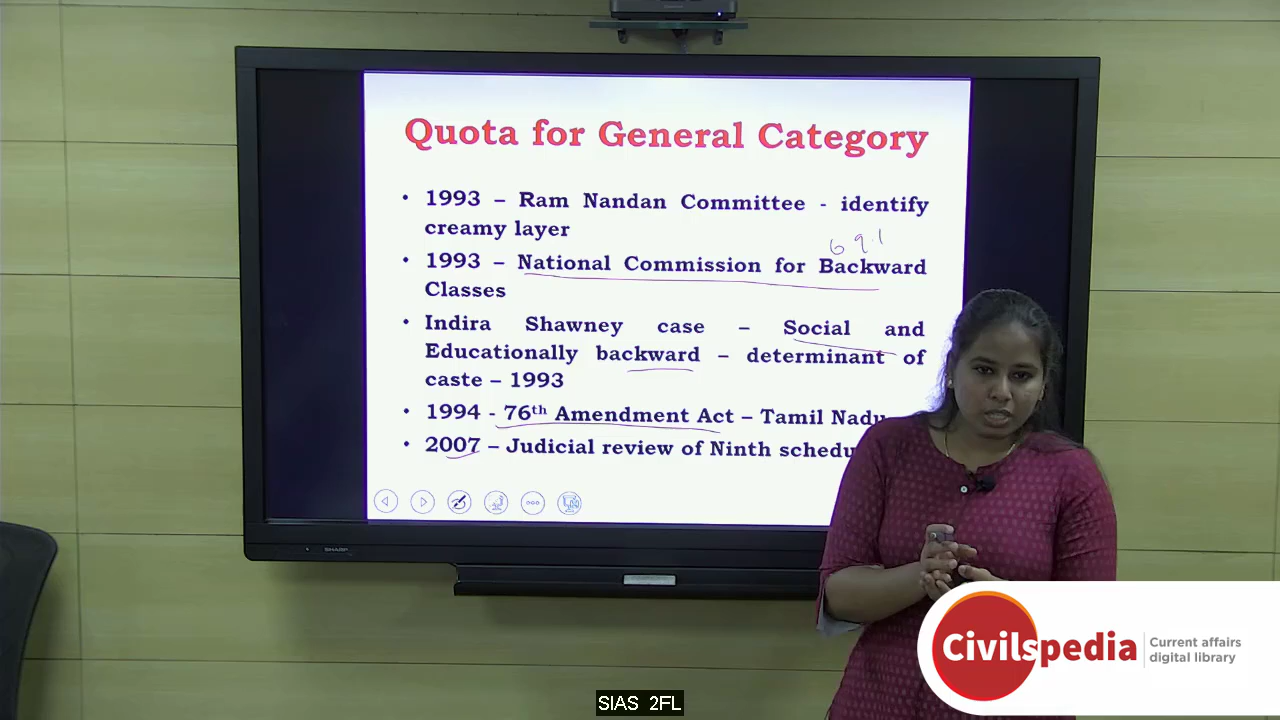 Quota for General Category
• 1993 – Ram Nandan Committee - identify
creamy layer
69.1
• 1993 – National Commission for Backward
Classes
• Indira Shawney case – Social and
Educationally backward – determinant of
caste – 1993
• 1994 - 76th Amendment Act – Tamil Nadu
• 2007 – Judicial review of Ninth schedu
SHARP
Civilspedia
Current affairs
digital library
SIAS 2FL